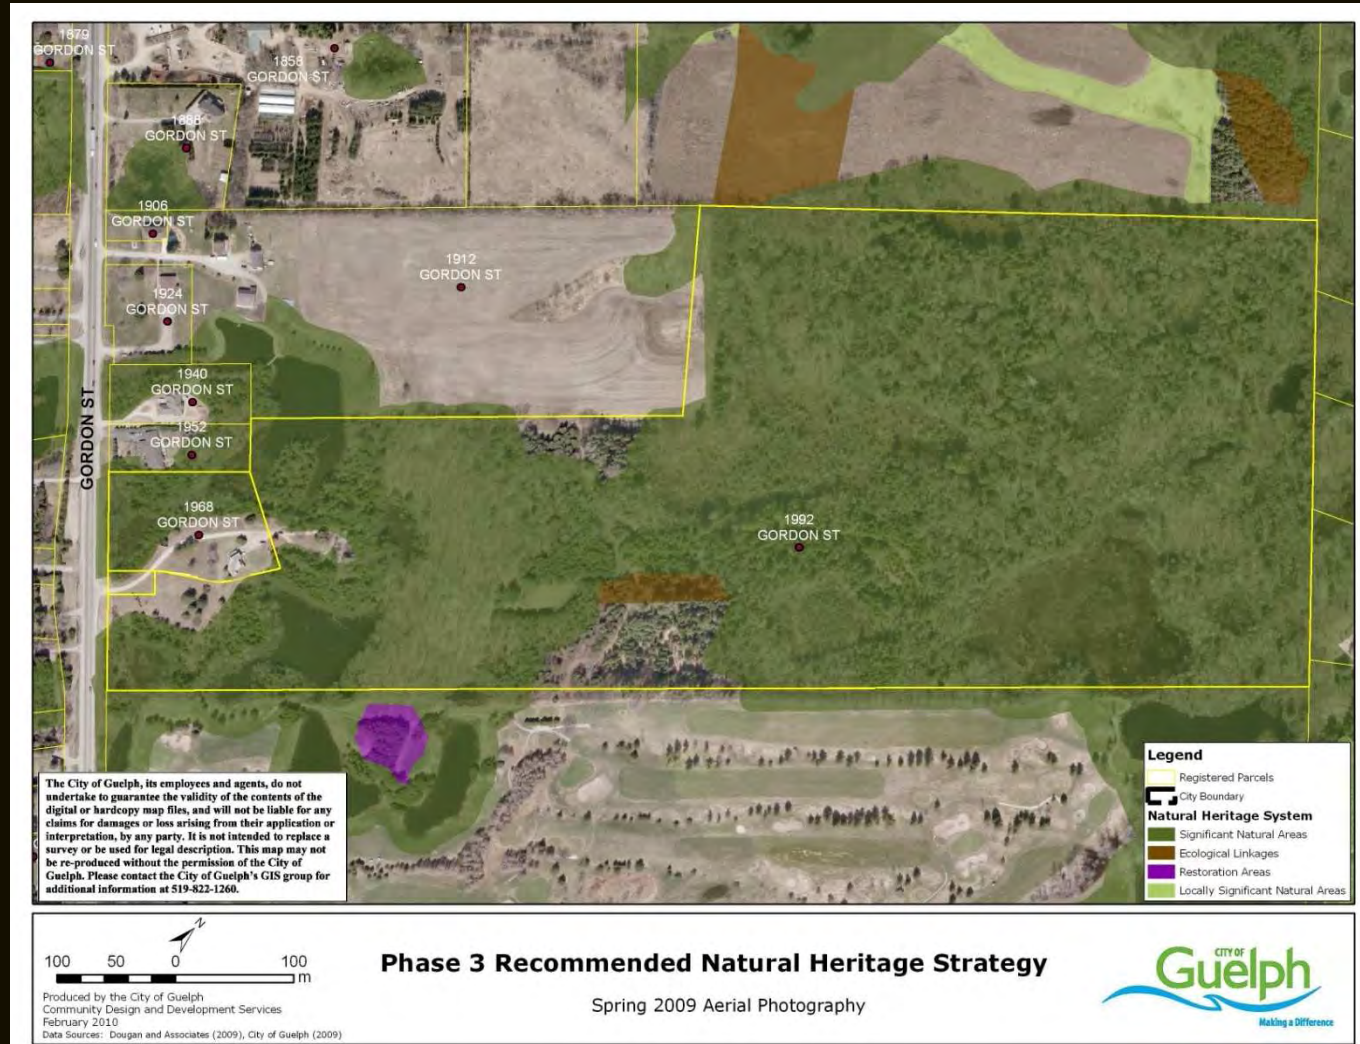 1879
GORDON ST
1858
GORDON ST
1888
GORDON ST
1906
GORDON ST
1912
GORDON ST
1924
GORDON ST
1940
GORDON ST
1952
GORDON ST
GORDON ST
1968
GORDON ST
1992
GORDON ST
The City of Guelph, its employees and agents, do not
undertake to guarantee the validity of the contents of the
digital or hardcopy map files, and will not be liable for any
claims for damages or loss arising from their application or
interpretation, by any party. It is not intended to replace a
survey or be used for legal description. This map may not
be re-produced without the permission of the City of
Guelph. Please contact the City of Guelph's GIS group for
additional information at 519-822-1260.
Legend
Registered Parcels
City Boundary
Natural Heritage System
Significant Natural Areas
Ecological Linkages
Restoration Areas
Locally Significant Natural Areas
N
100 50 0 100
m
Produced by the City of Guelph
Community Design and Development Services
February 2010
Data Sources: Dougan and Associates (2009), City of Guelph (2009)
Phase 3 Recommended Natural Heritage Strategy
Spring 2009 Aerial Photography
CITY OF
Guelph
Making a Difference